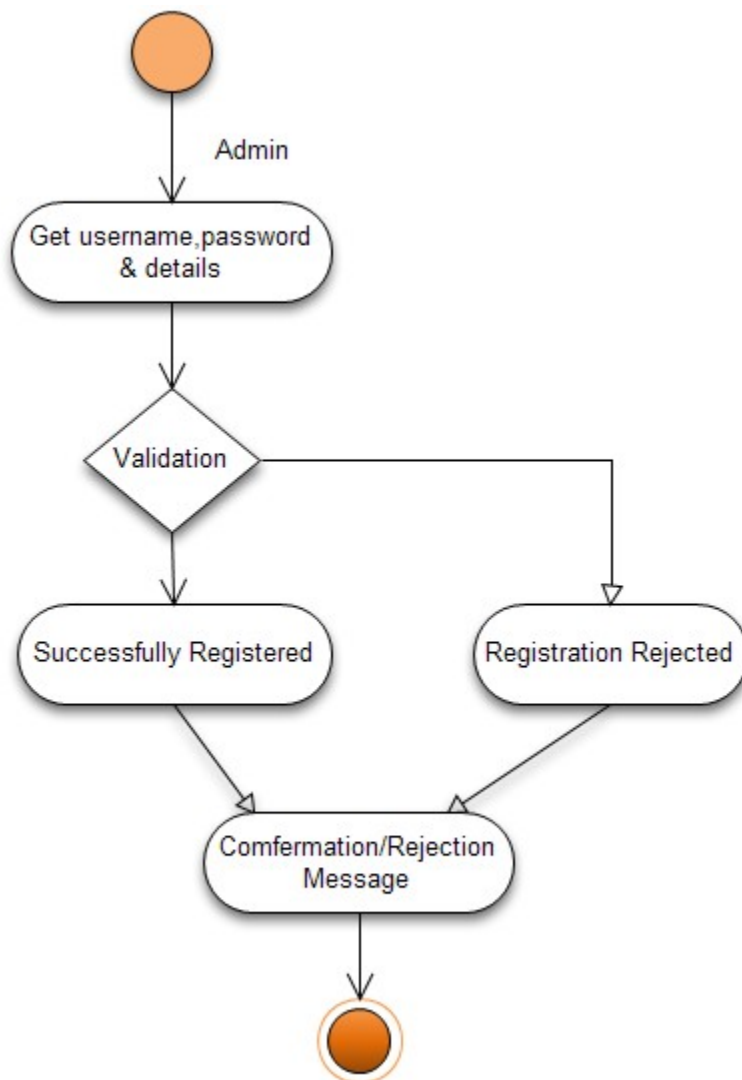 Admin
Get username,password
& details
Validation
Successfully Registered
Registration Rejected
Comfermation/Rejection
Message